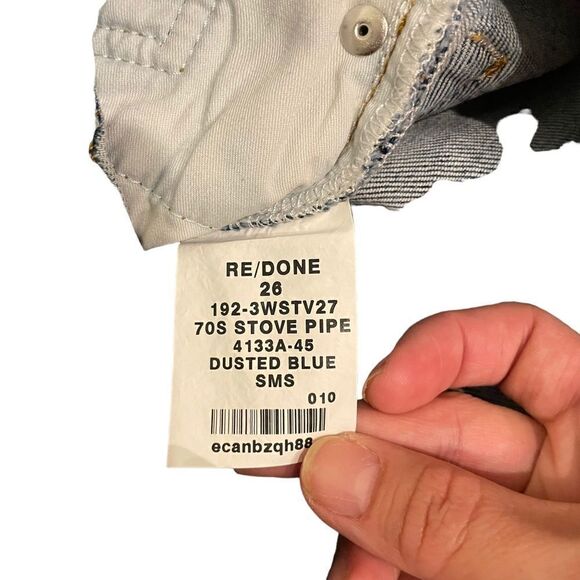 RE/DONE
26
192-3WSTV27
70S STOVE PIPE
4133A-45
DUSTED BLUE
SMS
010
ecanbzqh88